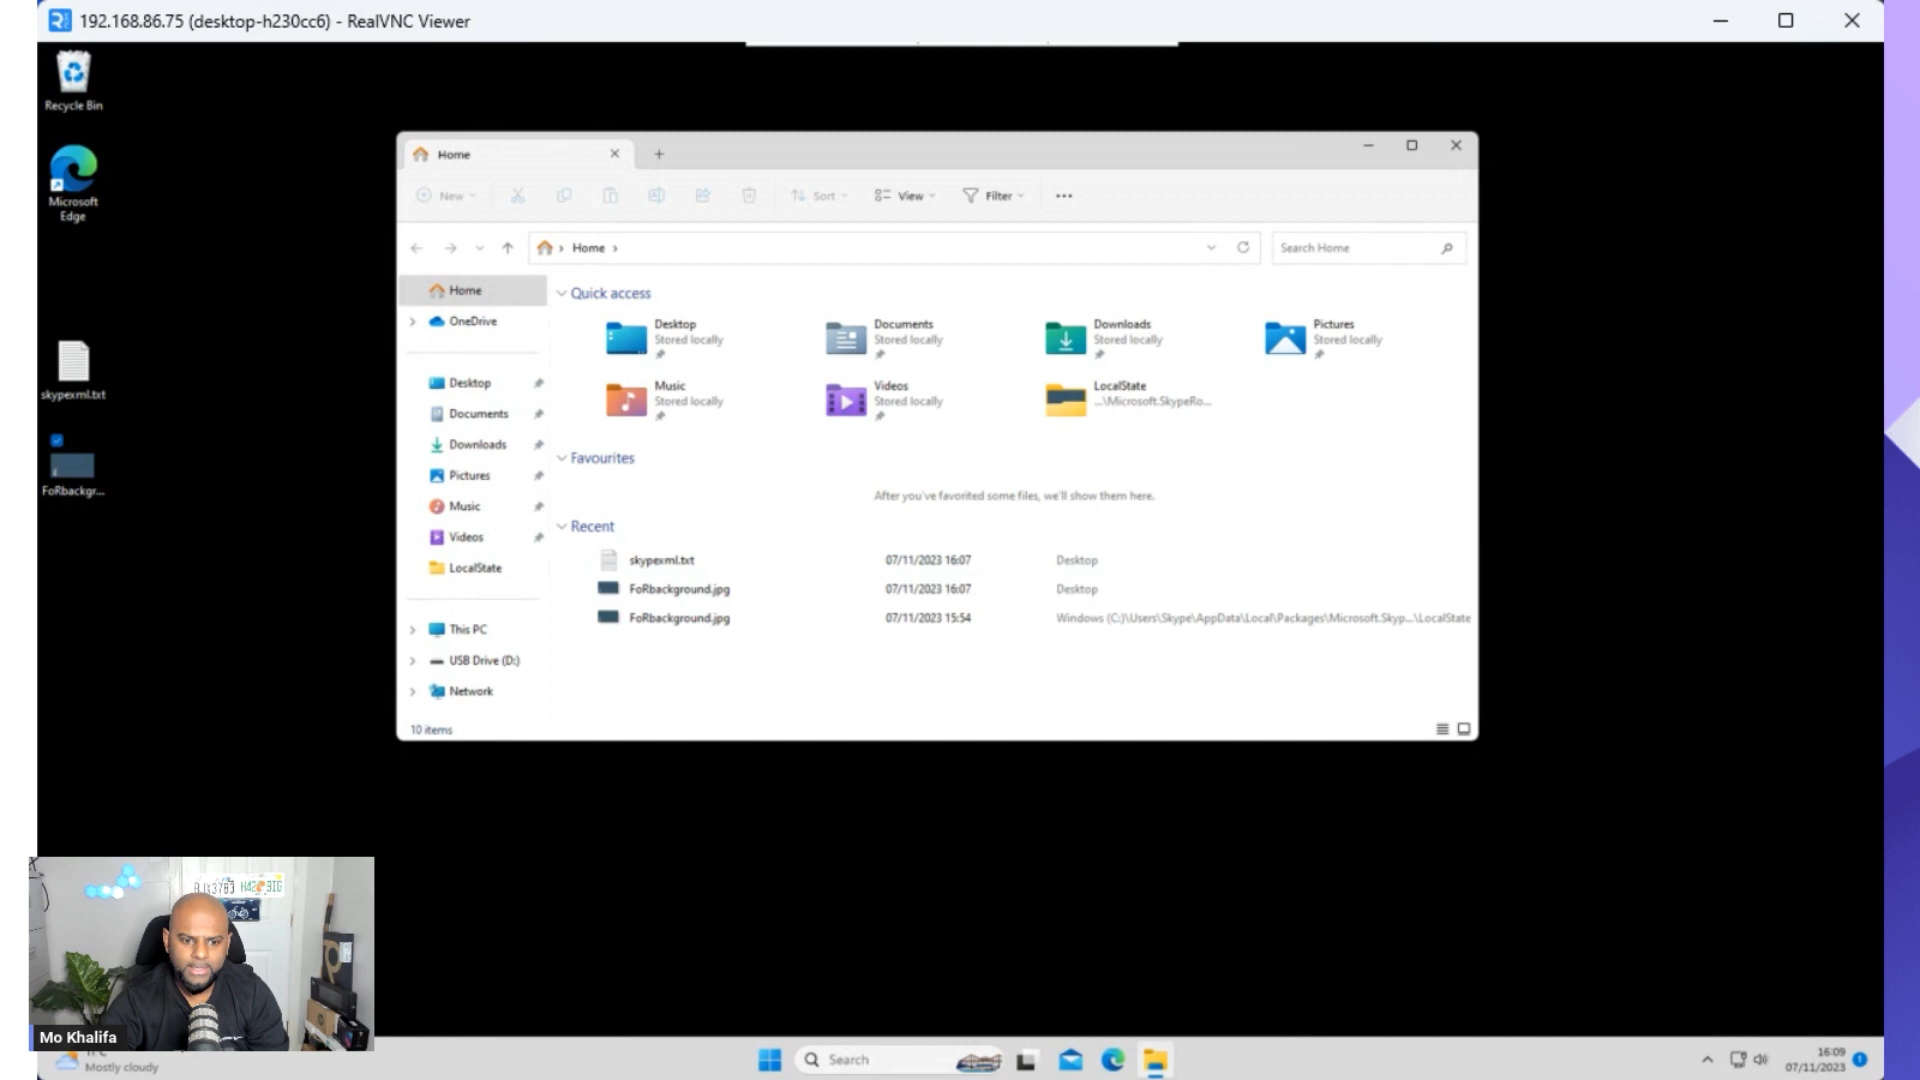 192.168.86.75 (desktop-h230cc6) - RealVNC Viewer
Recycle Bin
Microsoft
Edge
skypexml.txt
FoRbackgr...
Home
New
Sort
View
Filter
Home
Search Home
Home
OneDrive
Desktop
Documents
Downloads
Pictures
Music
Videos
LocalState
This PC
USB Drive (D:)
Network
Quick access
Desktop
Stored locally
Documents
Stored locally
Downloads
Stored locally
Pictures
Stored locally
Music
Stored locally
Videos
Stored locally
LocalState
...\Microsoft.SkypeRo...
Favourites
After you've favorited some files, we'll show them here.
Recent
skypexml.txt 07/11/2023 16:07 Desktop
FoRbackground.jpg 07/11/2023 16:07 Desktop
FoRbackground.jpg 07/11/2023 15:54 Windows (C:)\Users\Skype\AppData\Local\Packages\Microsoft.Skyp...\LocalState
10 items
Mo Khalifa
Mostly cloudy
Search
16:09
07/11/2023
1